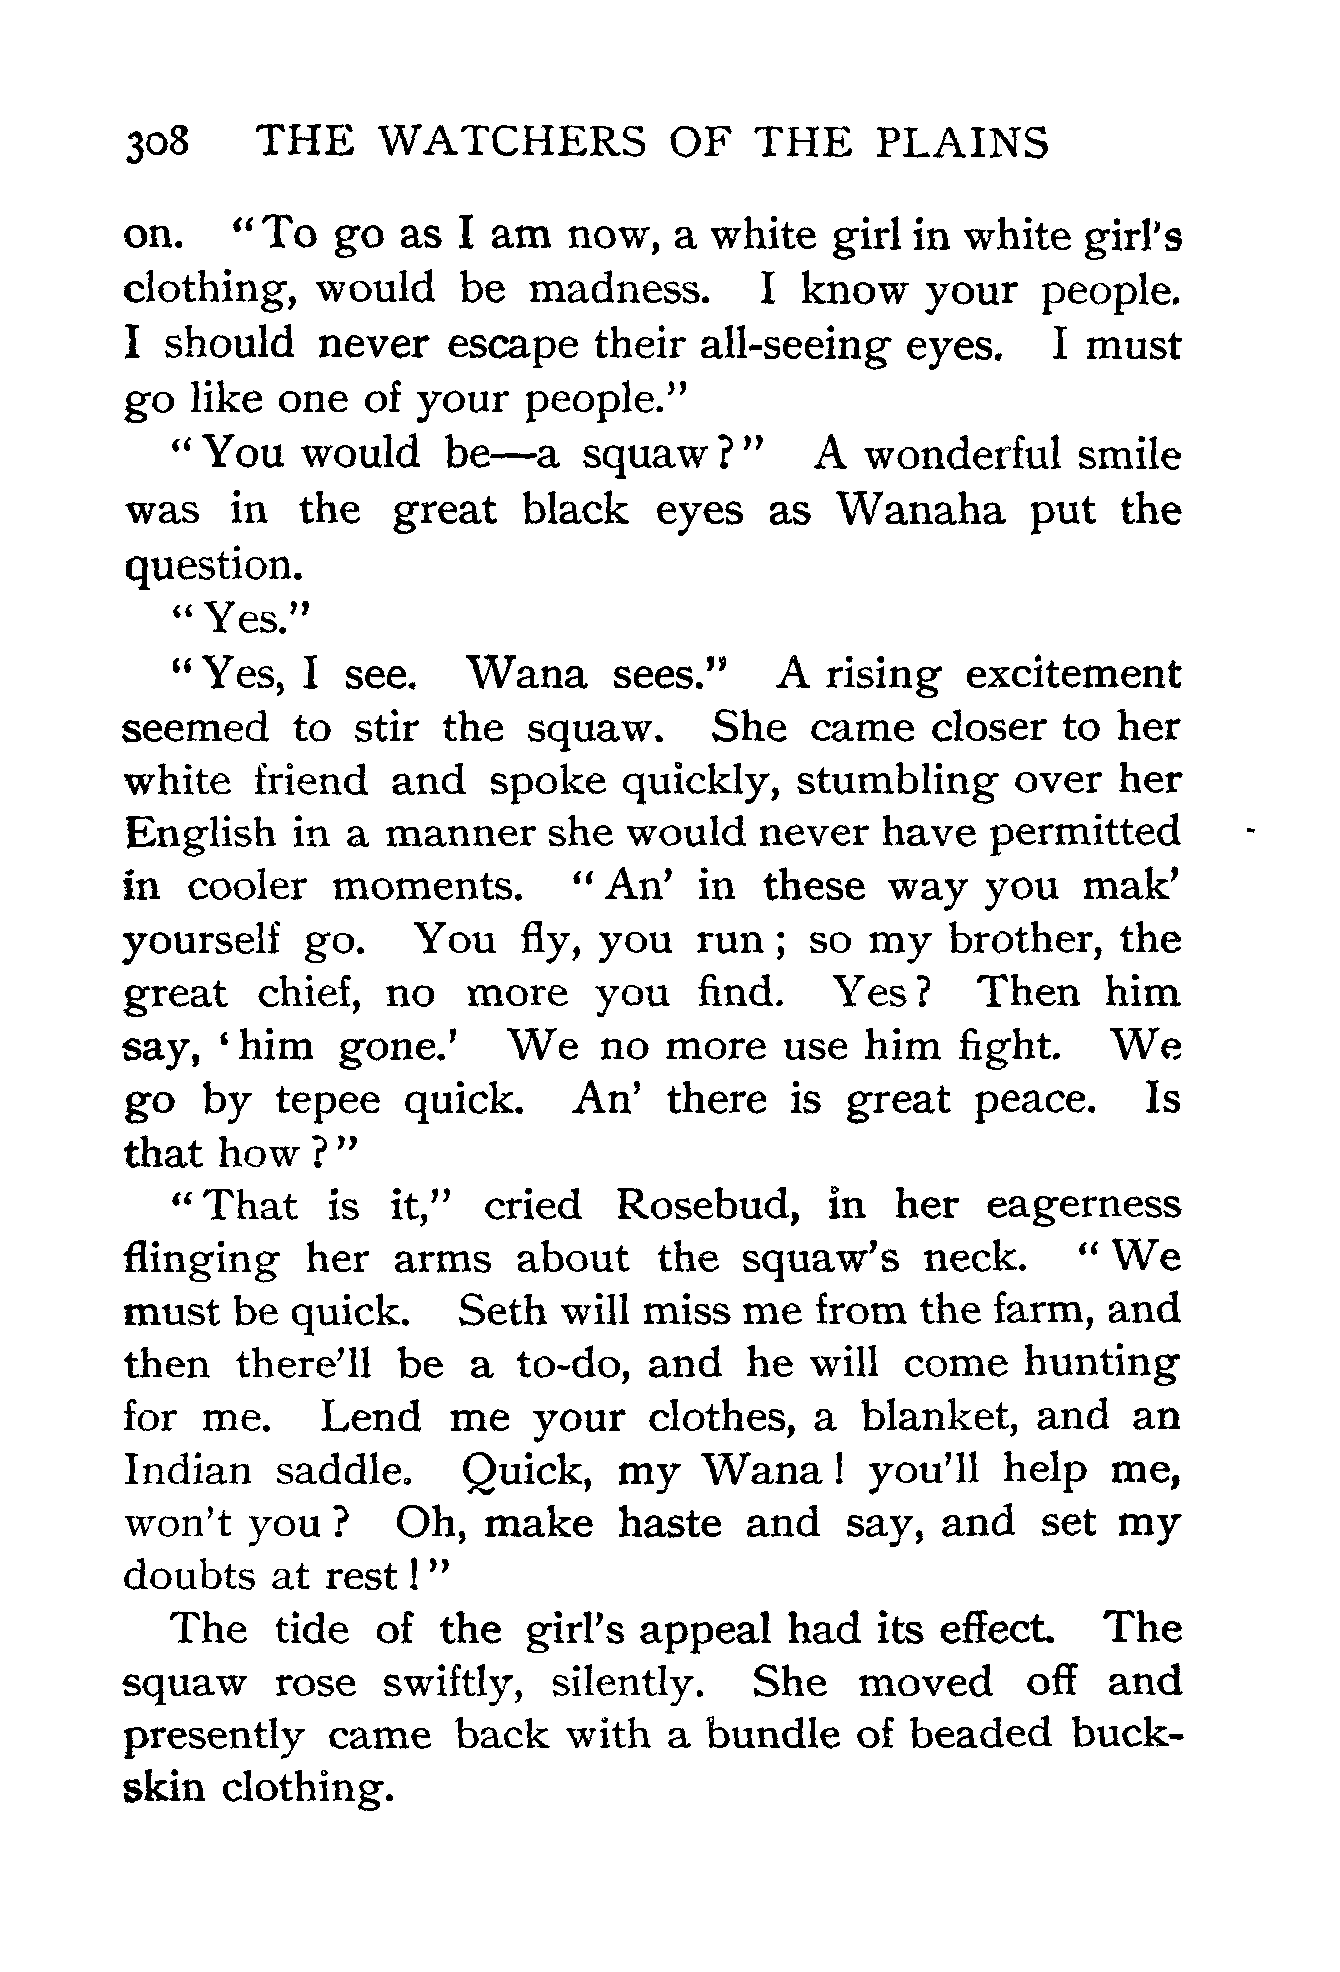 308 THE WATCHERS OF THE PLAINS
on. "To go as I am now, a white girl in white girl's
clothing, would be madness. I know your people.
I should never escape their all-seeing eyes. I must
go like one of your people."
"You would be—a squaw?" A wonderful smile
was in the great black eyes as Wanaha put the
question.
"Yes."
"Yes, I see. Wana sees." A rising excitement
seemed to stir the squaw. She came closer to her
white friend and spoke quickly, stumbling over her
English in a manner she would never have permitted
in cooler moments. "An' in these way you mak'
yourself go. You fly, you run; so my brother, the
great chief, no more you find. Yes? Then him
say, 'him gone.' We no more use him fight. We
go by tepee quick. An' there is great peace. Is
that how?"
"That is it," cried Rosebud, in her eagerness
flinging her arms about the squaw's neck. "We
must be quick. Seth will miss me from the farm, and
then there'll be a to-do, and he will come hunting
for me. Lend me your clothes, a blanket, and an
Indian saddle. Quick, my Wana! you'll help me,
won't you? Oh, make haste and say, and set my
doubts at rest!"
The tide of the girl's appeal had its effect. The
squaw rose swiftly, silently. She moved off and
presently came back with a bundle of beaded buck-
skin clothing.